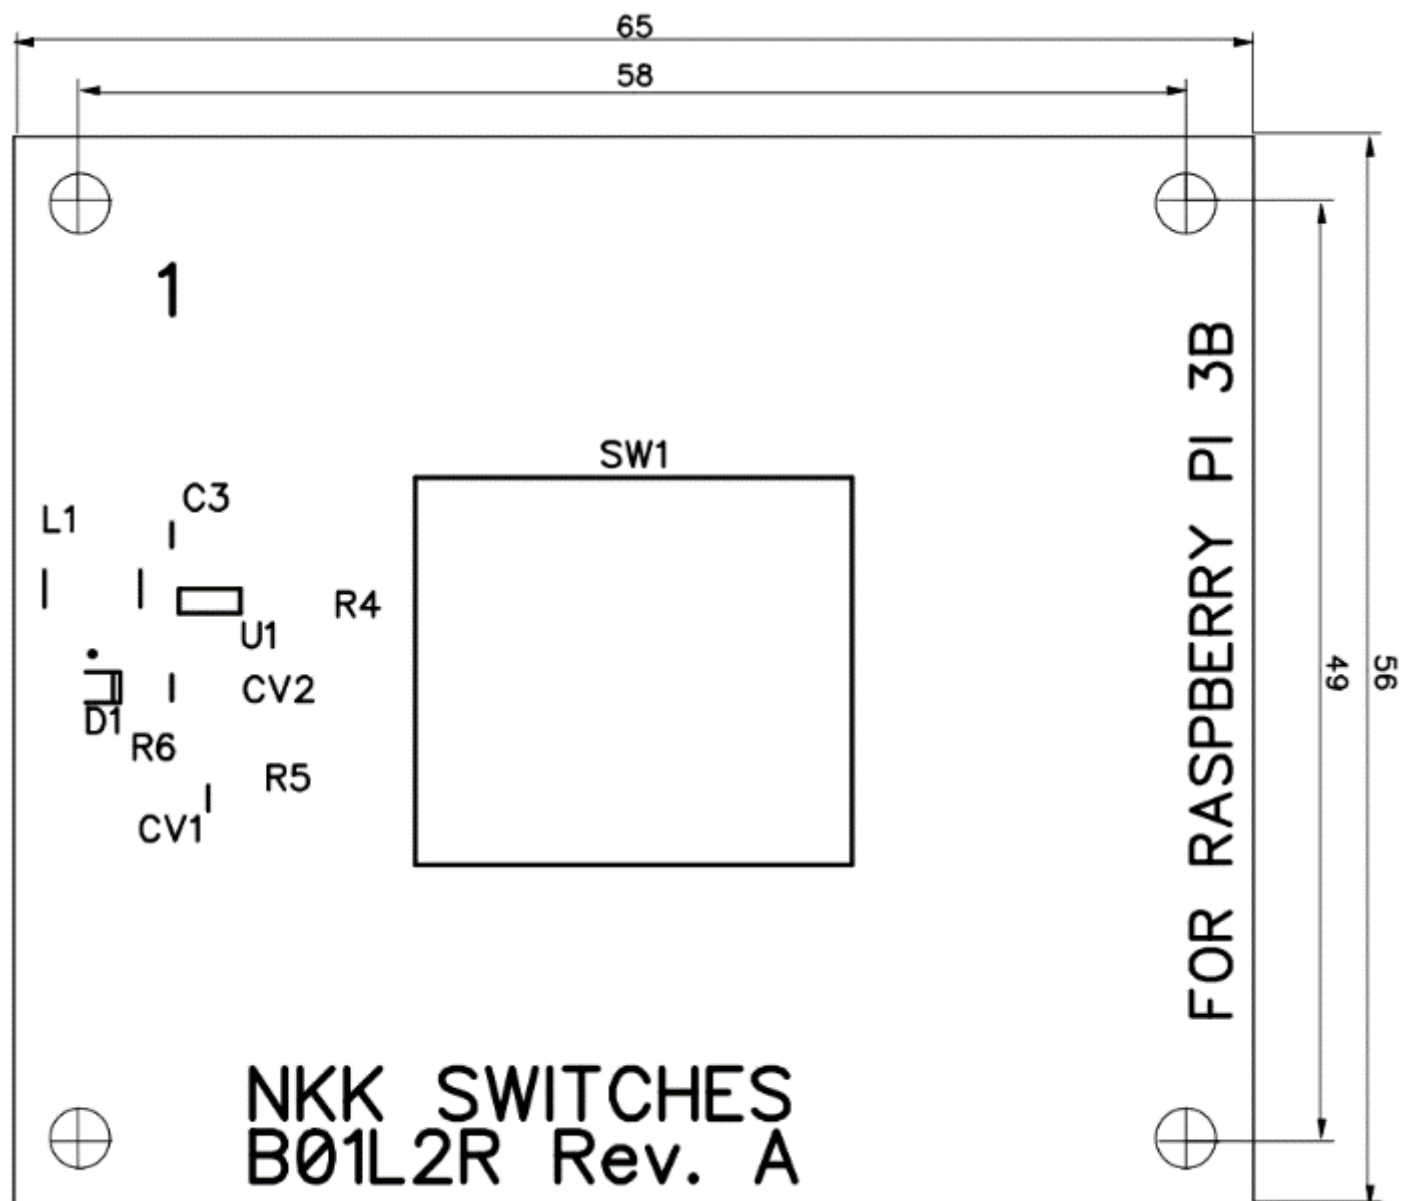 65
58
1
FOR RASPBERRY PI 3B
SW1
C3
L1
R4
U1
49
56
CV2
D1
R6
R5
CV1
NKK SWITCHES
B01L2R Rev. A